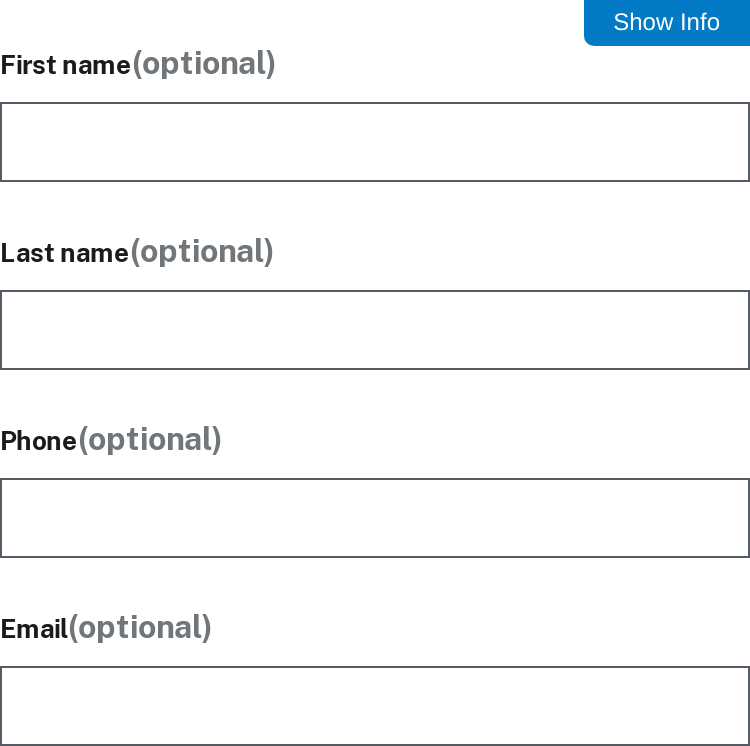 Show Info
First name(optional)
Last name(optional)
Phone(optional)
Email(optional)